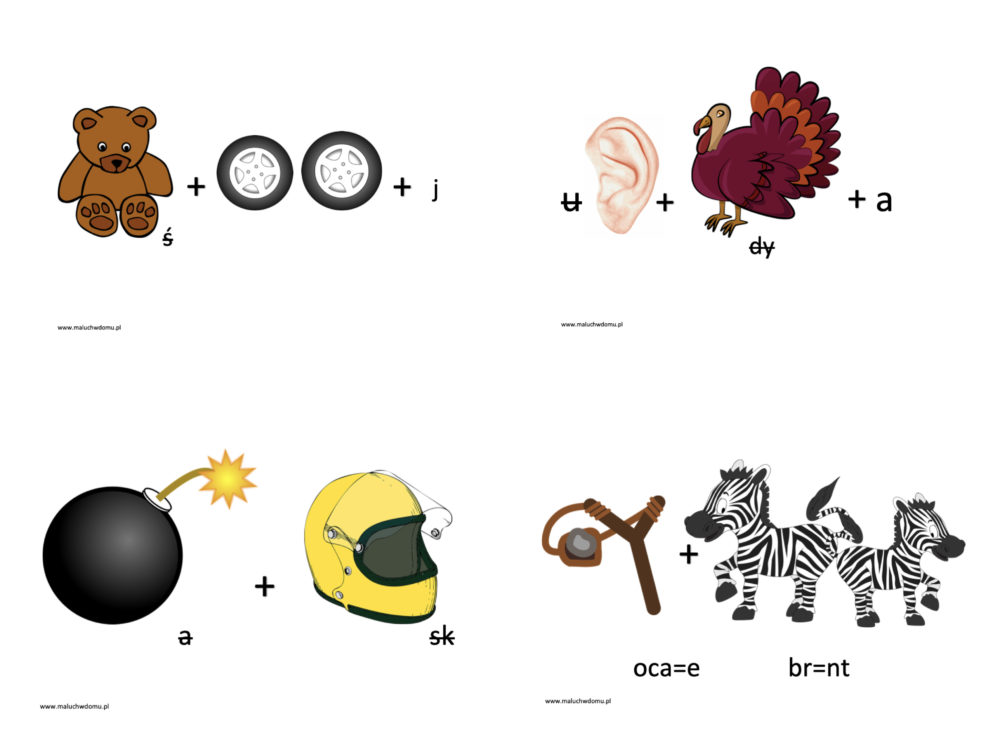 + + j
ś
www.maluchwdomu.pl
u + + a
dy
www.maluchwdomu.pl
+
a sk
www.maluchwdomu.pl
+
oca=e br=nt
www.maluchwdomu.pl